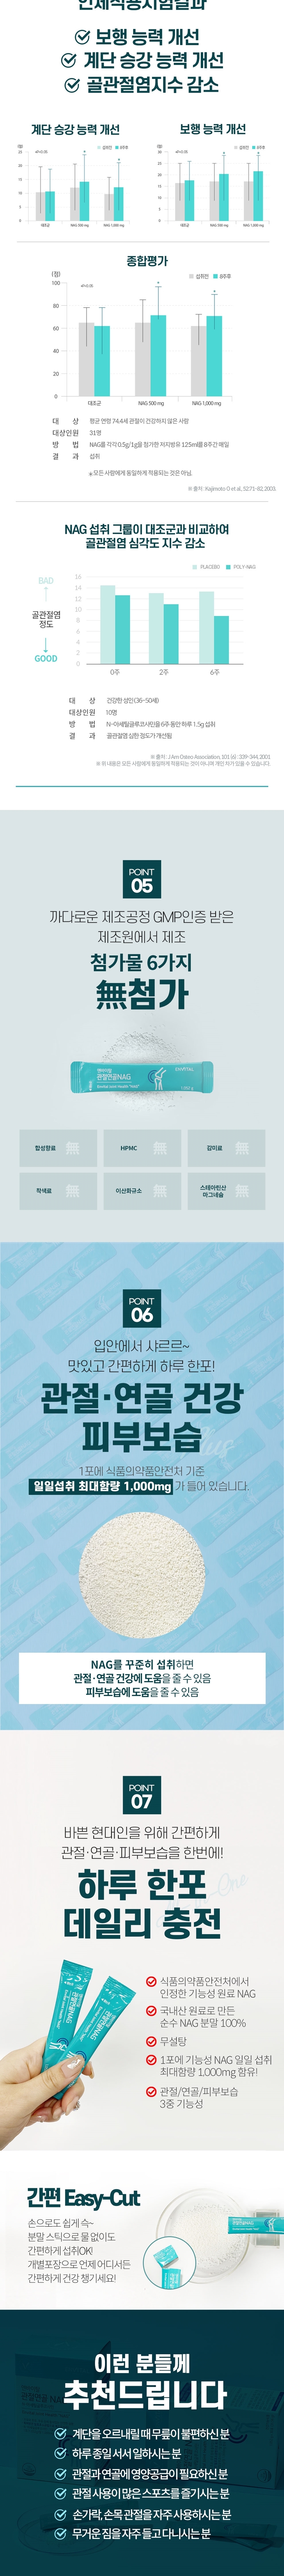 인체적용시험결과
보행 능력 개선
계단 승강 능력 개선
골관절염지수 감소
계단 승강 능력 개선
보행 능력 개선
섭취전 8주후
대조군 NAG 500 mg NAG 1,000 mg
섭취전 8주후
대조군 NAG 500 mg NAG 1,000 mg
종합평가
(점)
섭취전 8주후
100
80
60
40
20
0
대조군 NAG 500 mg NAG 1,000 mg
대 상 평균 연령 74.4세 관절이 건강하지 않은 사람
대상인원 31명
방 법 NAG를 각각 0.5g/1g을 첨가한 저지방유 125ml를 8주간 매일
결 과 섭취
*모든 사람에게 동일하게 적용되는 것은 아님.
※ 출처 : Kajimoto O et al., 52:71-82, 2003.
NAG 섭취 그룹이 대조군과 비교하여
골관절염 심각도 지수 감소
PLACEBO POLY-NAG
BAD
골관절염
정도
GOOD
16
14
12
10
8
6
4
2
0
0주 2주 6주
대 상 건강한 성인 (36~50세)
대상인원 10명
방 법 N-아세틸글루코사민을 6주 동안 하루 1.5g 섭취
결 과 골관절염 심한 정도가 개선됨
※ 위 내용은 모든 사람에게 동일하게 적용되는 것이 아니며 개인 차가 있을 수 있습니다.
POINT
05
까다로운 제조공정 GMP인증 받은
제조원에서 제조
첨가물 6가지
無첨가
관절연골NAG
합성향료 無
HPMC 無
감미료 無
착색료 無
이산화규소 無
스테아린산
마그네슘 無
POINT
06
입안에서 샤르르~
맛있고 간편하게 하루 한포!
관절·연골 건강
피부보습
1포에 식품의약품안전처 기준
일일섭취 최대함량 1,000mg 가 들어 있습니다.
NAG를 꾸준히 섭취하면
관절·연골 건강에 도움을 줄 수 있음
피부보습에 도움을 줄 수 있음
POINT
07
바쁜 현대인을 위해 간편하게
관절·연골·피부보습을 한번에!
하루 한포
데일리 충전
관절연골NAG
관절연골NAG
식품의약품안전처에서
인정한 기능성 원료 NAG
국내산 원료로 만든
순수 NAG 분말 100%
무설탕
1포에 기능성 NAG 일일 섭취
최대함량 1,000mg 함유!
관절/연골/피부보습
3중 기능성
간편 Easy-Cut
손으로도 쉽게 슥~
분말 스틱으로 물 없이도
간편하게 섭취OK!
개별포장으로 언제 어디서든
간편하게 건강 챙기세요!
이런 분들께
추천드립니다
계단을 오르내릴 때 무릎이 불편하신 분
하루 종일 서서 일하시는 분
관절과 연골에 영양공급이 필요하신 분
관절 사용이 많은 스포츠를 즐기시는 분
손가락, 손목 관절을 자주 사용하시는 분
무거운 짐을 자주 들고 다니시는 분